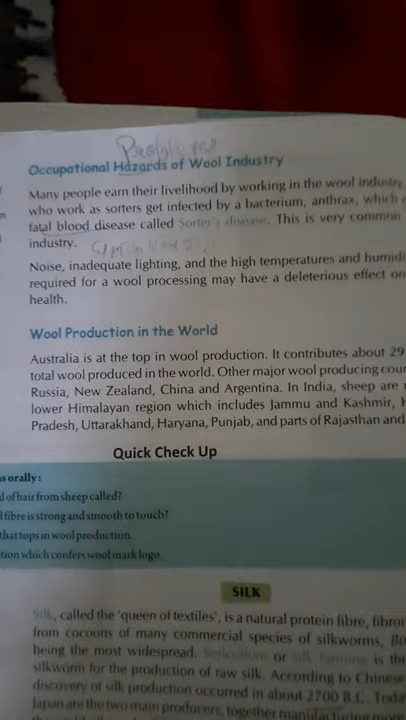 Occupational Hazards of Wool Industry
Many people earn their livelihood by working in the wool industry
who work as sorters get infected by a bacterium, anthrax, which
fatal blood disease called Sorter's disease. This is very common
industry.
Noise, inadequate lighting, and the high temperatures and humidi
required for a wool processing may have a deleterious effect on
health.
Wool Production in the World
Australia is at the top in wool production. It contributes about 29
total wool produced in the world. Other major wool producing cour
Russia, New Zealand, China and Argentina. In India, sheep are
lower Himalayan region which includes Jammu and Kashmir,
Pradesh, Uttarakhand, Haryana, Punjab, and parts of Rajasthan and
Quick Check Up
s orally:
l of hair from sheep called?
l fibre is strong and smooth to touch?
that tops in wool production.
tion which confers wool mark logo.
SILK
Silk, called the 'queen of textiles', is a natural protein fibre, fibroi
from cocoons of many commercial species of silkworms,
being the most widespread. Sericulture or silk farming is the
silkworm for the production of raw silk. According to Chinese
discovery of silk production occurred in about 2700 B.C. Toda
Japan are the two main producers, together manufacturing more